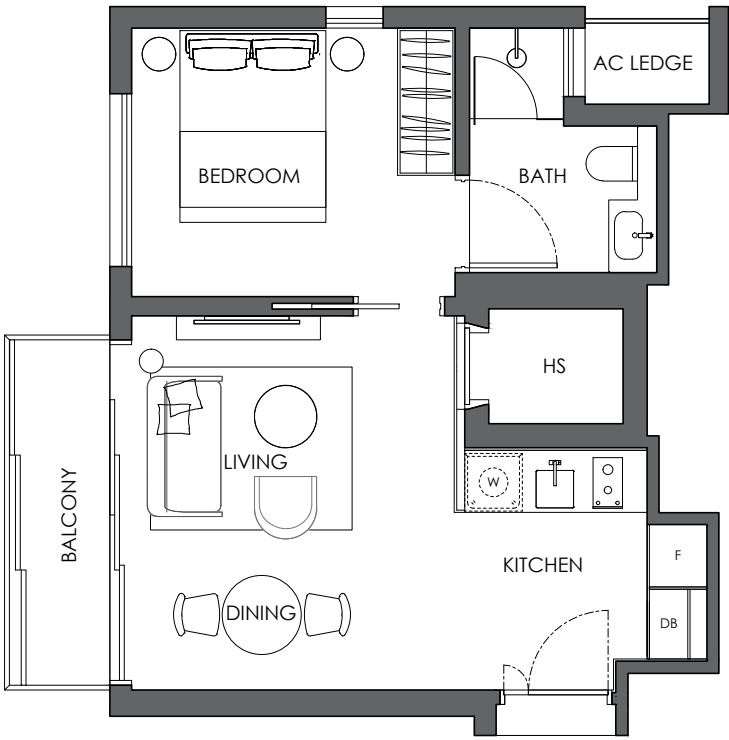 AC LEDGE
BEDROOM
BATH
HS
LIVING
BALCONY
W
KITCHEN
F
DINING
DB